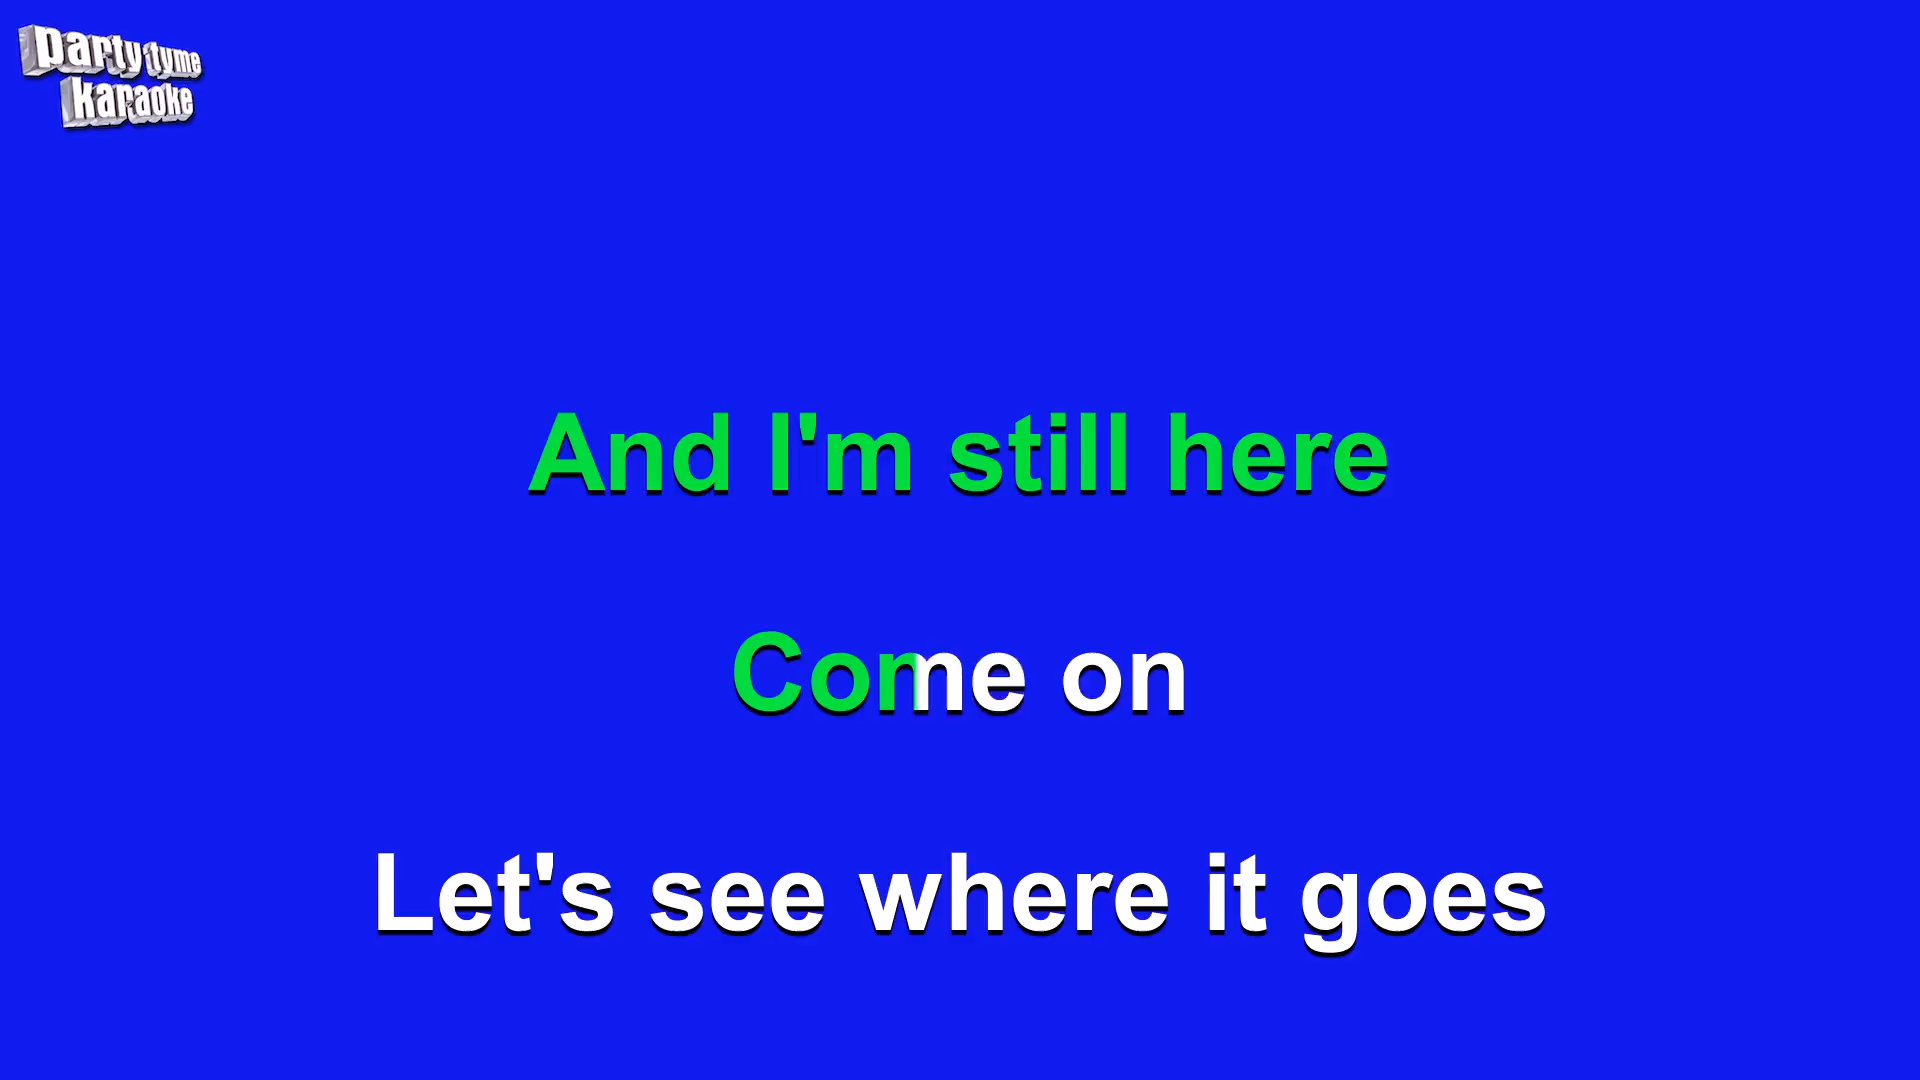 party tyme
karaoke
And I'm still here
Come on
Let's see where it goes